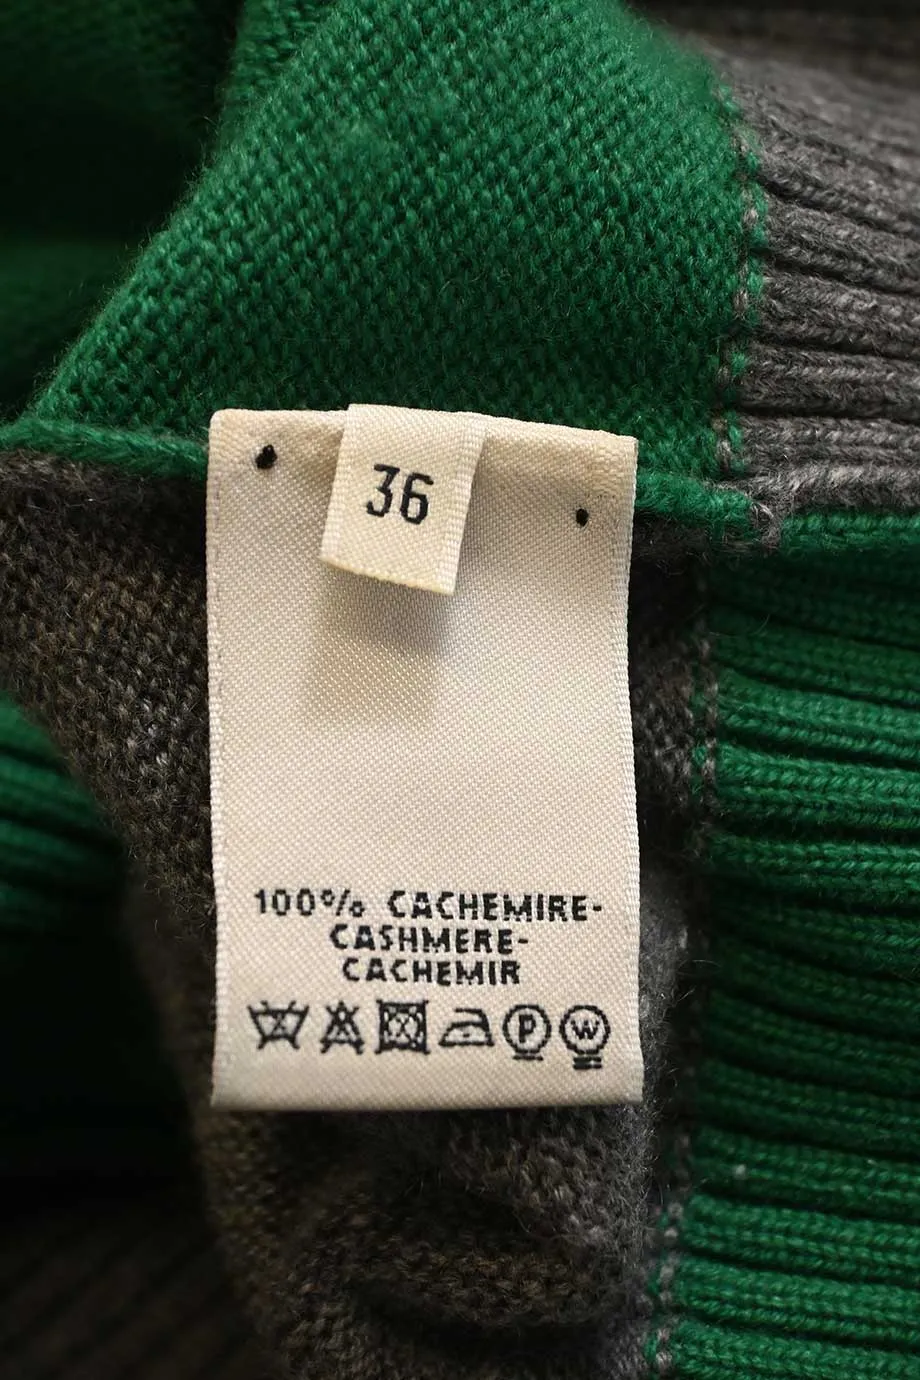 36
100% CACHEMIRE-
CASHMERE-
CACHEMIR
P W